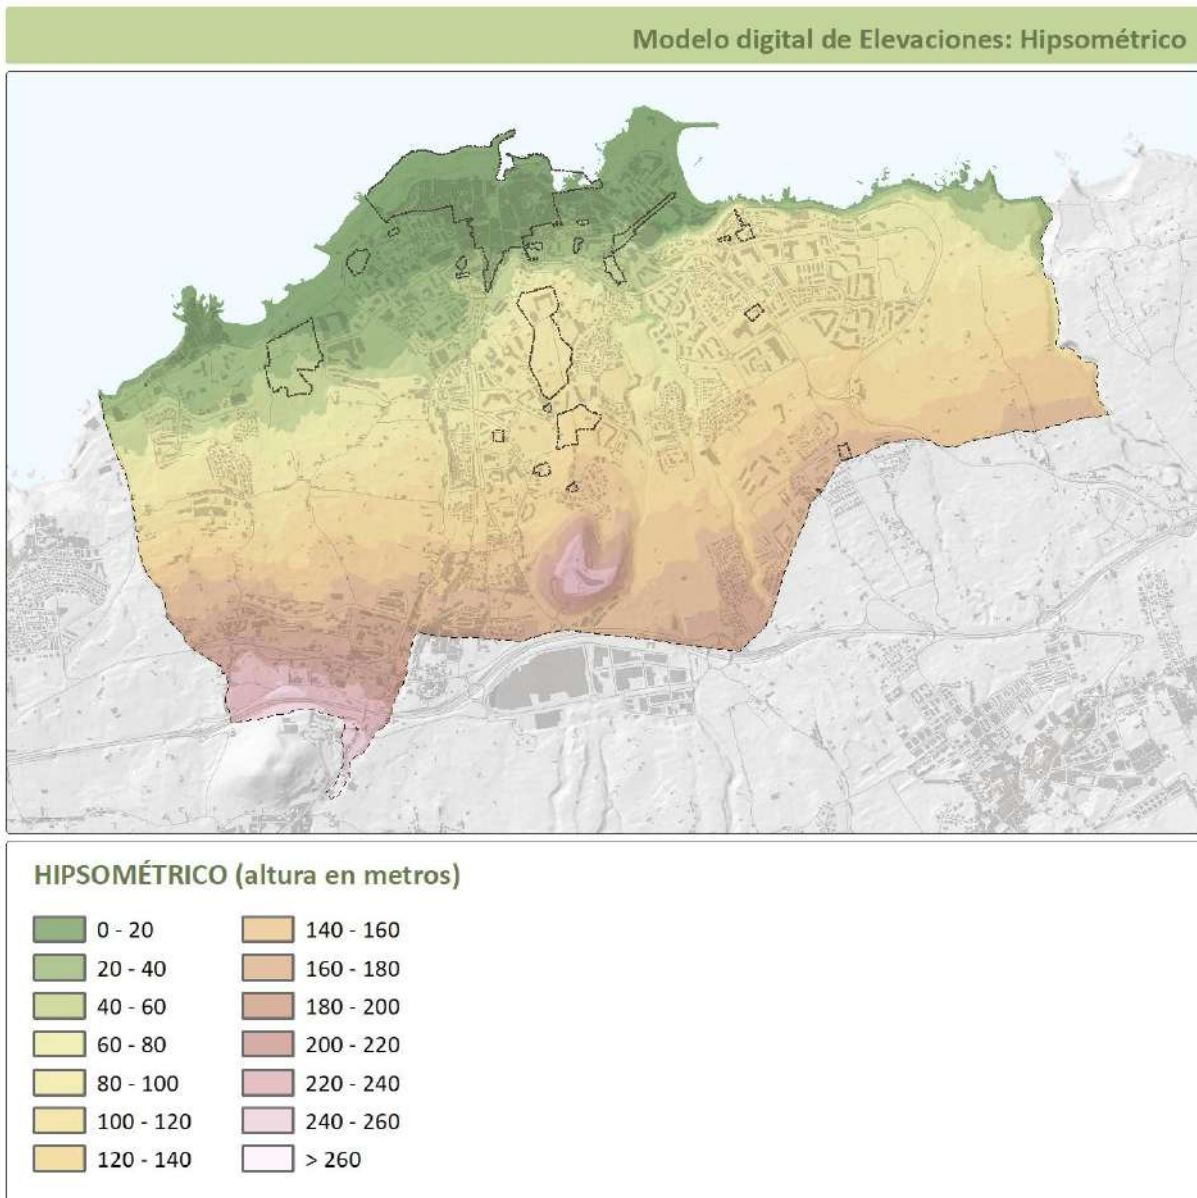 Modelo digital de Elevaciones: Hipsométrico
HIPSOMÉTRICO (altura en metros)
0 - 20
20 - 40
40 - 60
60 - 80
80 - 100
100 - 120
120 - 140
140 - 160
160 - 180
180 - 200
200 - 220
220 - 240
240 - 260
> 260